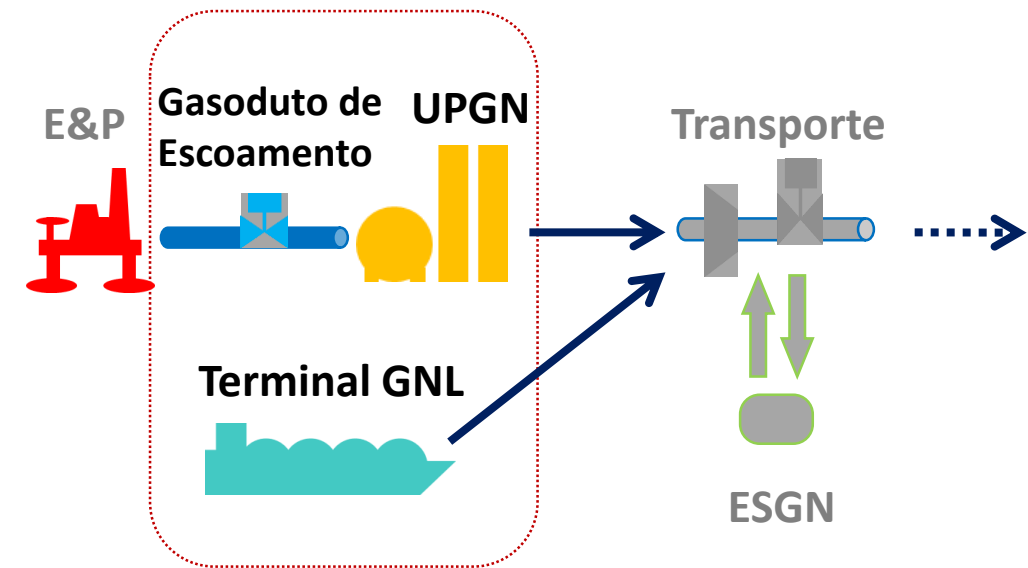 E&P
Gasoduto de
Escoamento
UPGN
Transporte
Terminal GNL
ESGN